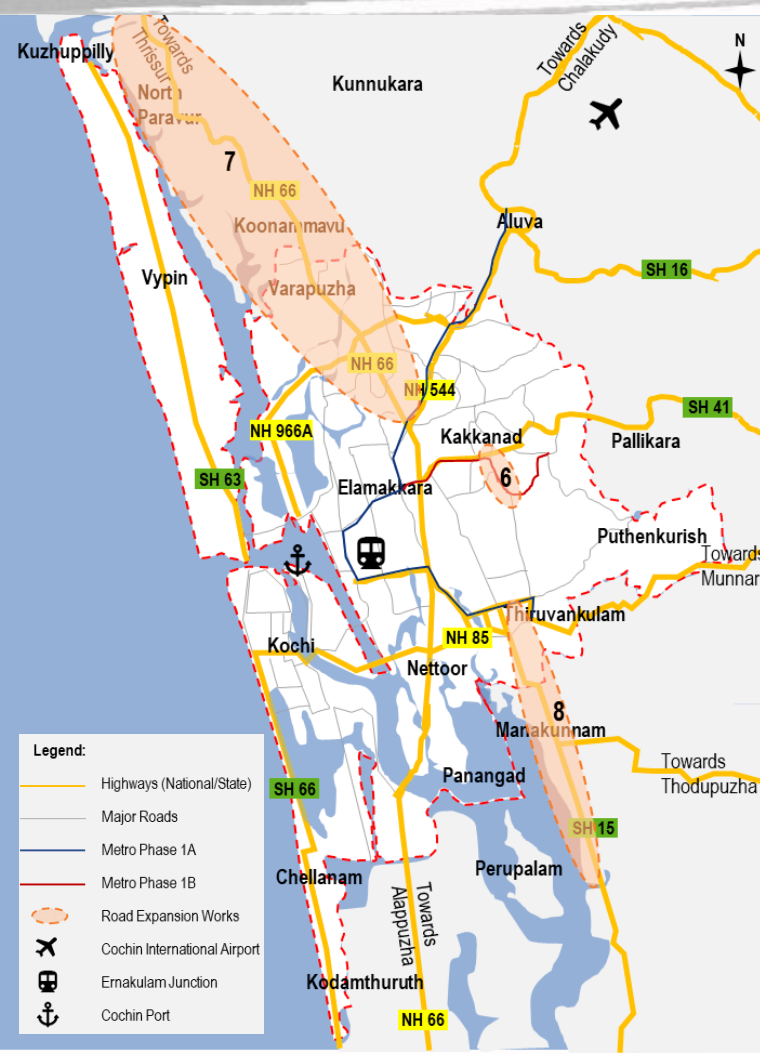 N
Kuzhuppilly
Towards
Thrissur
Towards
Chalakudy
Kunnukara
North
Paravur
7
NH 66
Aluva
Koonammavu
SH 16
Vypin
Varapuzha
NH 66
NH 544
SH 41
NH 966A
Kakkanad
Pallikara
SH 63
6
Elamakkara
Puthenkurish
Towards
Munnar
Thiruvankulam
NH 85
Kochi
Nettoor
8
Manakunnam
Legend:
Highways (National/State)
Major Roads
Metro Phase 1A
Metro Phase 1B
Road Expansion Works
Cochin International Airport
Ernakulam Junction
Cochin Port
Towards
Thodupuzha
Panangad
SH 66
SH 15
Chellanam
Perupalam
Towards
Alappuzha
Kodamthuruth
NH 66